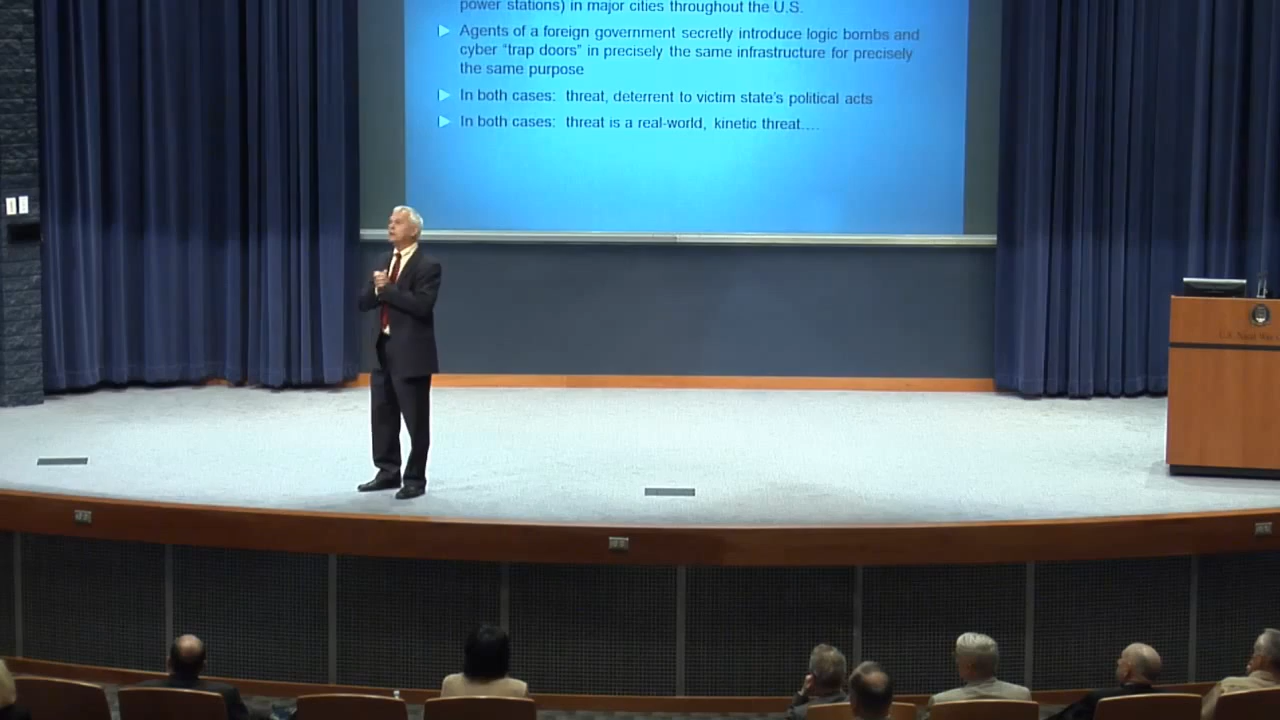 power stations) in major cities throughout the U.S.
Agents of a foreign government secretly introduce logic bombs and
cyber “trap doors” in precisely the same infrastructure for precisely
the same purpose
In both cases: threat, deterrent to victim state’s political acts
In both cases: threat is a real-world, kinetic threat....
U.S. Naval War